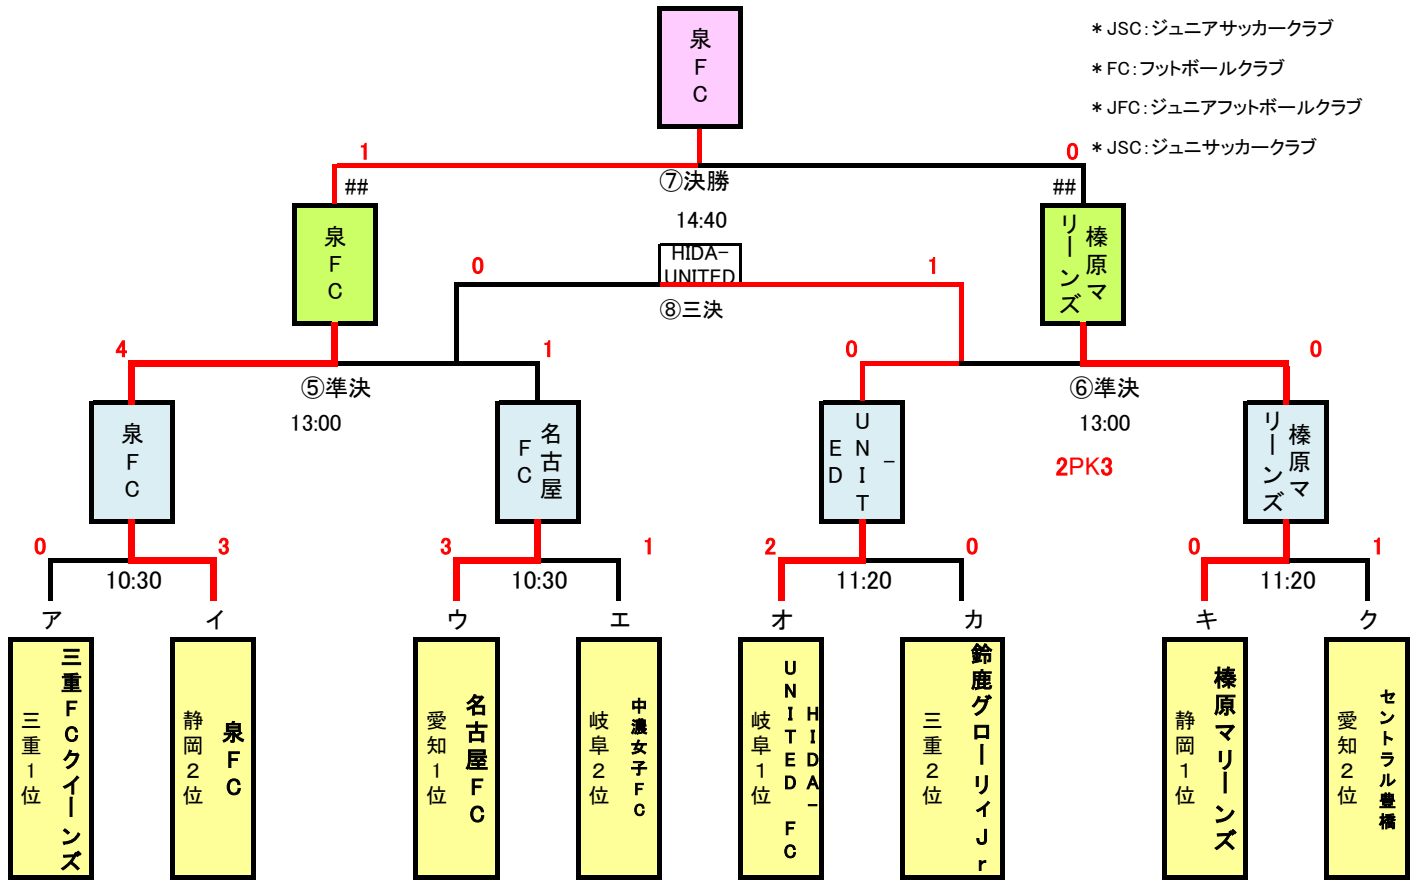 泉FC
* JSC：ジュニアサッカークラブ
* FC：フットボールクラブ
* JFC：ジュニアフットボールクラブ
* JSC：ジュニサッカークラブ
1
0
##
⑦決勝
##
14:40
泉FC
榛原マリーンズ
HIDA-
UNITED
0
1
⑧三決
4
1
0
0
⑤準決
⑥準決
13:00
13:00
2PK3
泉FC
名古屋FC
-UNITED
榛原マリーンズ
0
3
3
1
2
0
0
1
10:30
10:30
11:20
11:20
ア
イ
ウ
エ
オ
カ
キ
ク
三重FCクイーンズ
三重1位
泉FC
静岡2位
名古屋FC
愛知1位
中濃女子FC
岐阜2位
HIDA-UNITED FC
岐阜1位
鈴鹿グローリィJr
三重2位
榛原マリーンズ
静岡1位
セントラル豊橋
愛知2位